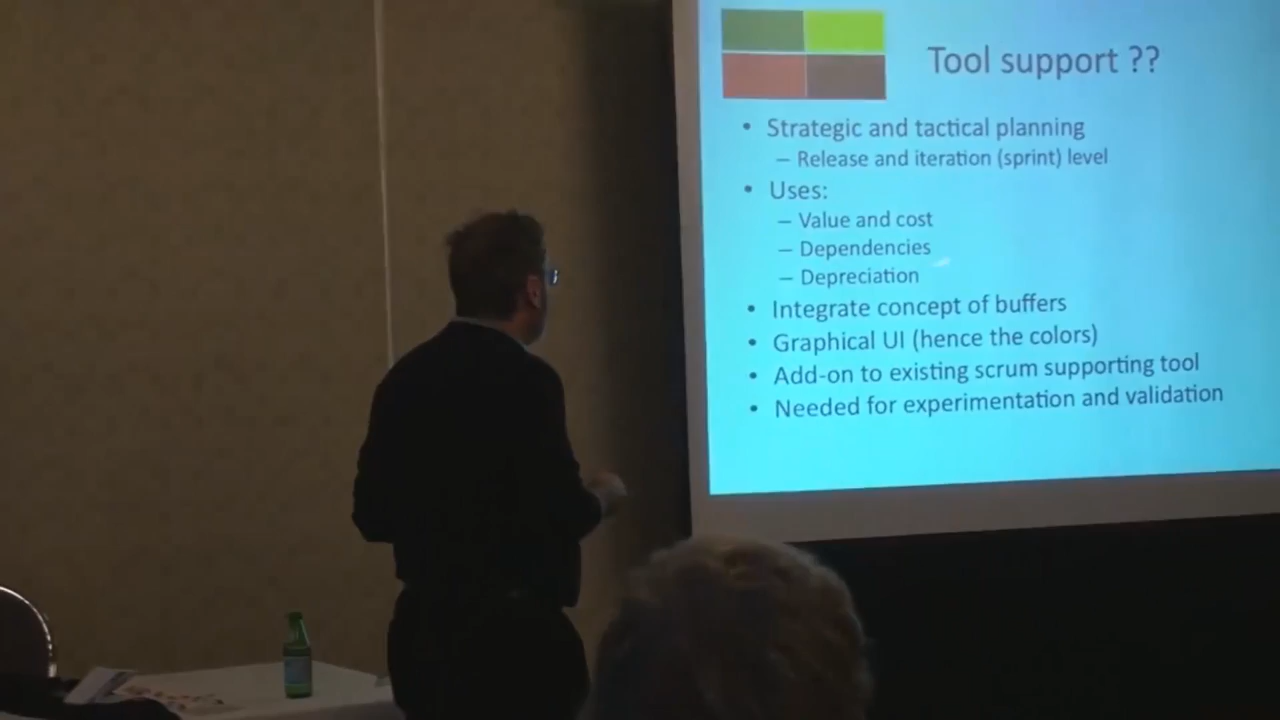 Tool support ??
• Strategic and tactical planning
– Release and iteration (sprint) level
• Uses:
– Value and cost
– Dependencies
– Depreciation
• Integrate concept of buffers
• Graphical UI (hence the colors)
• Add-on to existing scrum supporting tool
• Needed for experimentation and validation